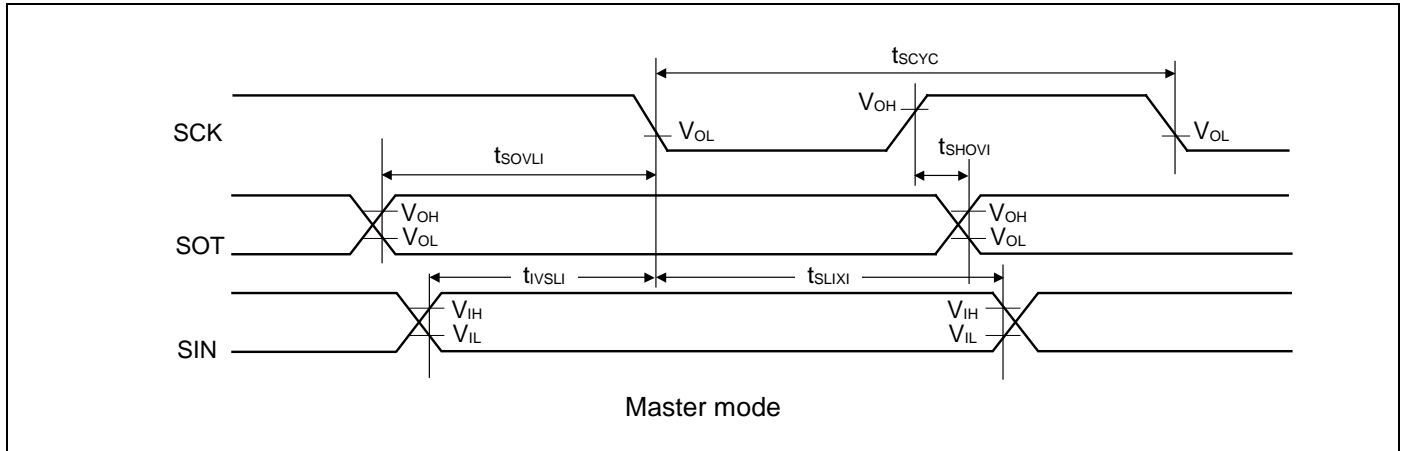 tSCYC
SCK
VOH
VOL
VOL
tSOVLI
tSHOVI
SOT
VOH
VOL
VOH
VOL
tIVSLI
tSLIXI
SIN
VIH
VIL
VIH
VIL
Master mode